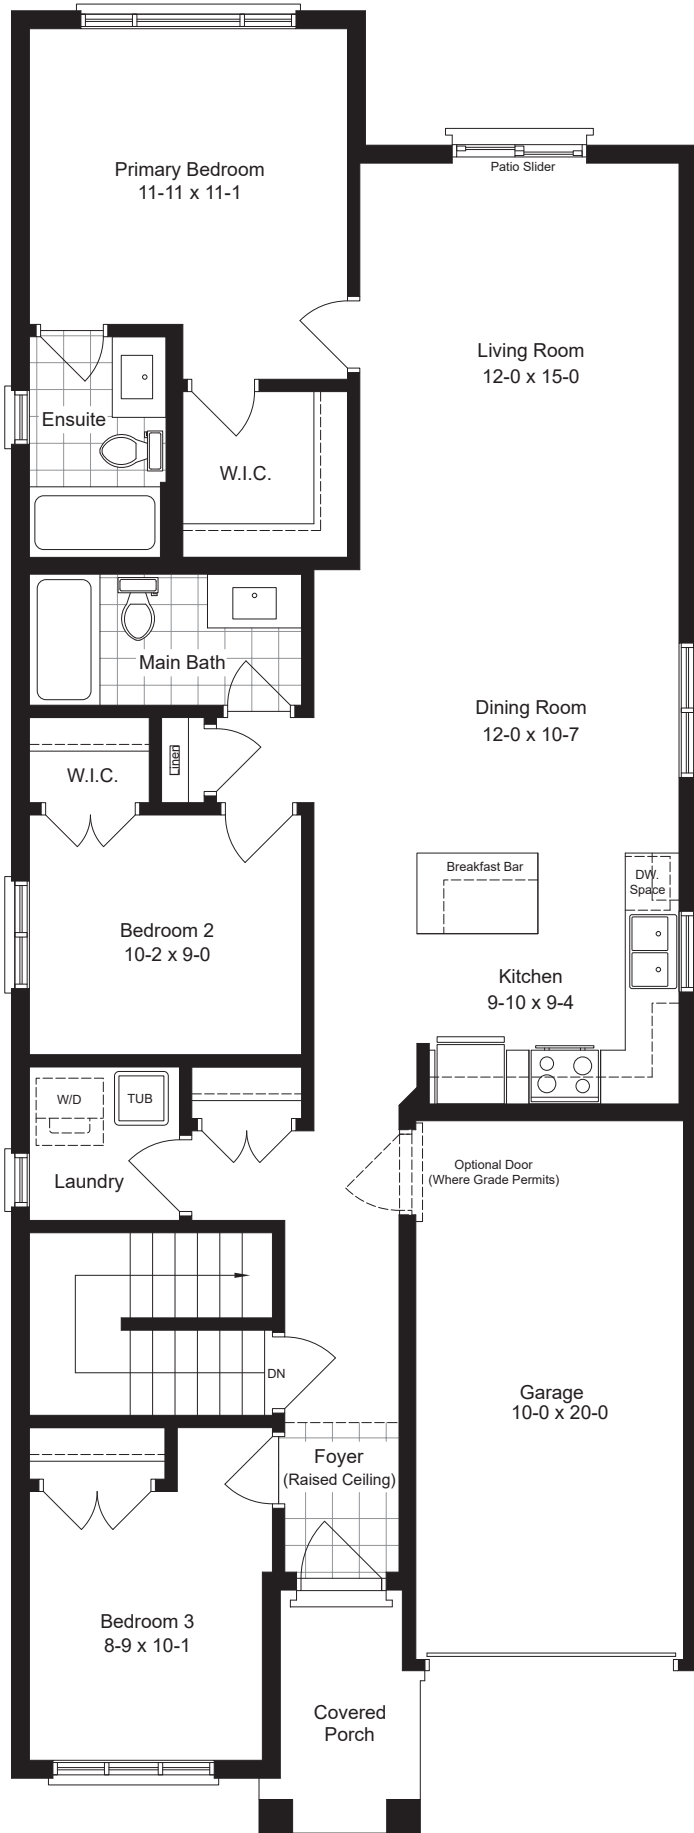 Primary Bedroom
11-11 x 11-1
Patio Slider
Living Room
12-0 x 15-0
Ensuite
W.I.C.
Main Bath
Dining Room
12-0 x 10-7
Linen
W.I.C.
Breakfast Bar
DW.
Space
Bedroom 2
10-2 x 9-0
Kitchen
9-10 x 9-4
W/D
TUB
Laundry
Optional Door
(Where Grade Permits)
DN
Garage
10-0 x 20-0
Foyer
(Raised Ceiling)
Bedroom 3
8-9 x 10-1
Covered
Porch